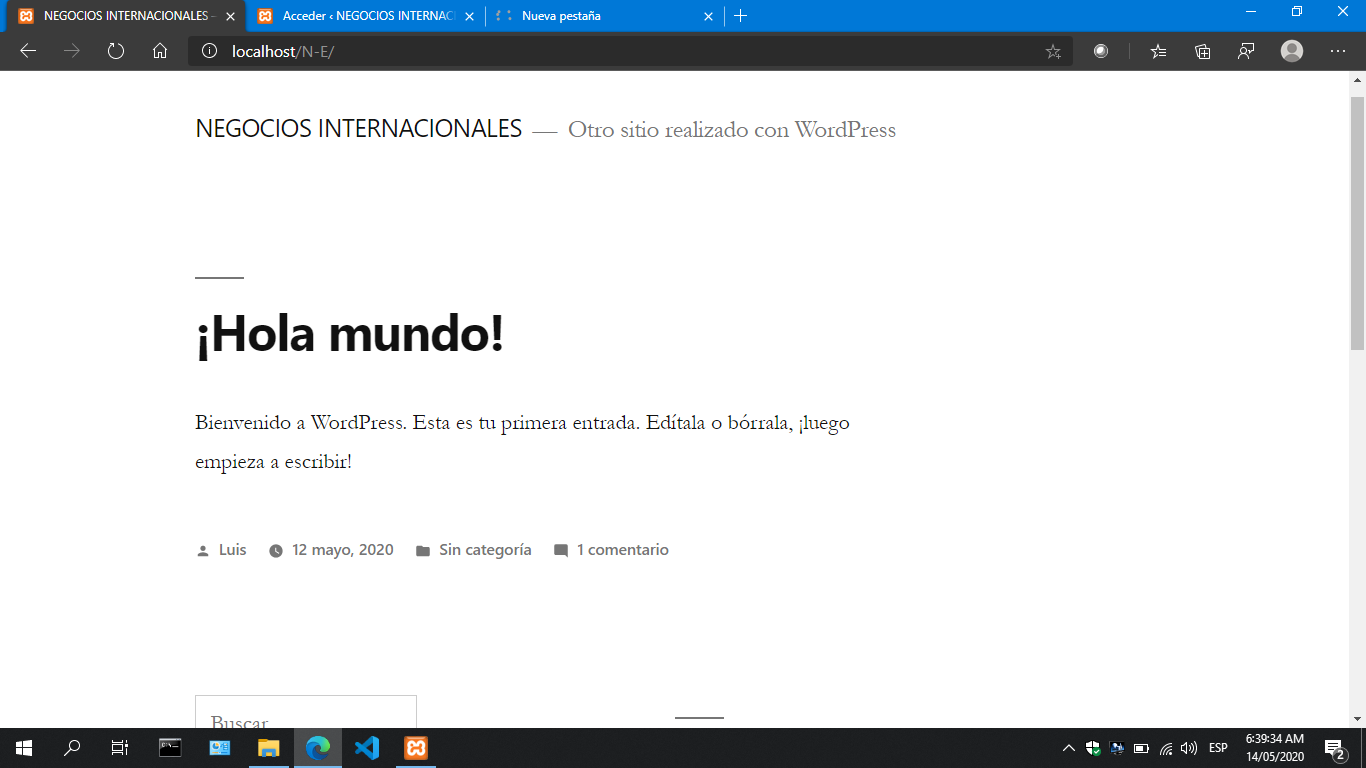 NEGOCIOS INTERNACIONALES –
Acceder ‹ NEGOCIOS INTERNAC
Nueva pestaña
localhost/N-E/
NEGOCIOS INTERNACIONALES — Otro sitio realizado con WordPress
¡Hola mundo!
Bienvenido a WordPress. Esta es tu primera entrada. Edítala o bórrala, ¡luego
empieza a escribir!
Luis 12 mayo, 2020 Sin categoría 1 comentario
Buscar
ESP
6:39:34 AM
14/05/2020
2